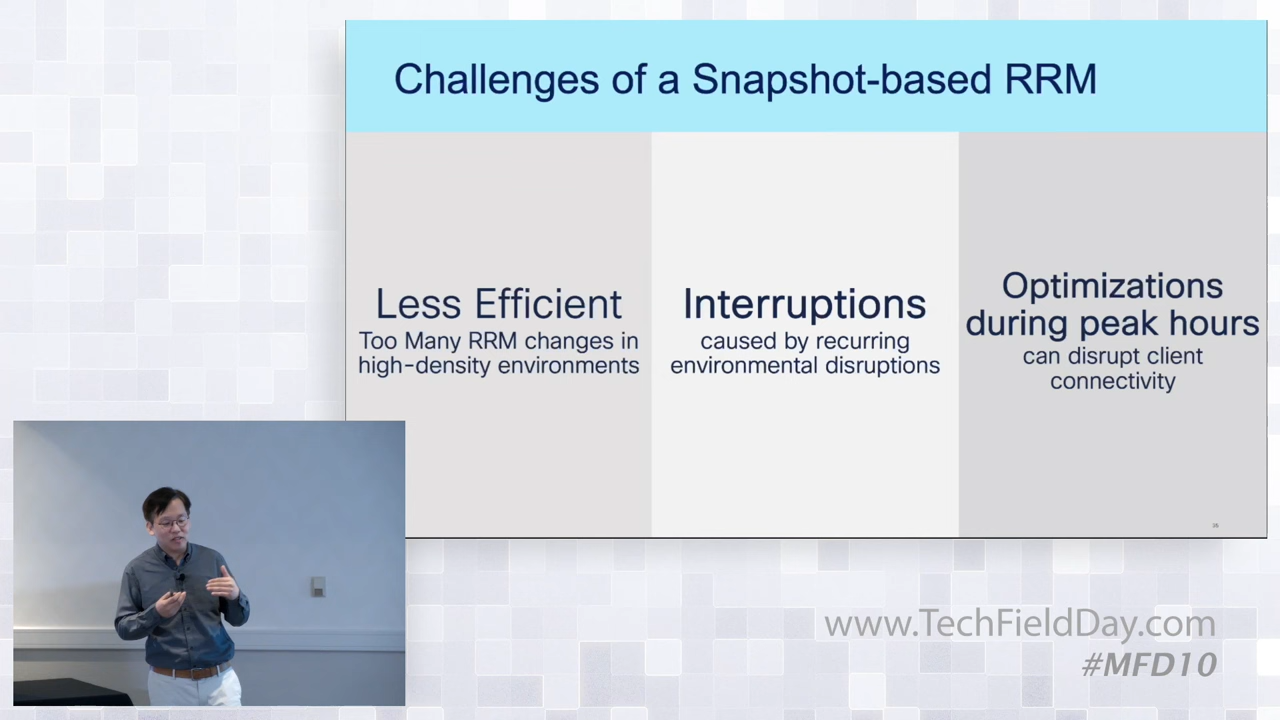 Challenges of a Snapshot-based RRM
Less Efficient
Too Many RRM changes in
high-density environments
Interruptions
caused by recurring
environmental disruptions
Optimizations
during peak hours
can disrupt client
connectivity
www.TechFieldDay.com
#MFD10